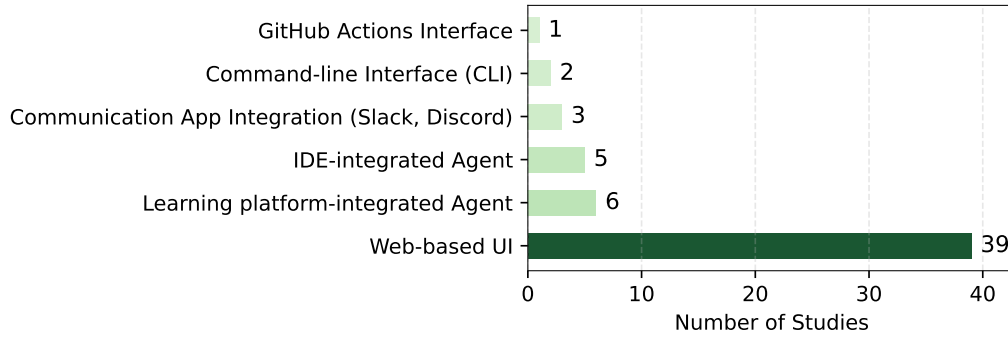 GitHub Actions Interface 1
Command-line Interface (CLI) 2
Communication App Integration (Slack, Discord) 3
IDE-integrated Agent 5
Learning platform-integrated Agent 6
Web-based UI 39
0 10 20 30 40
Number of Studies